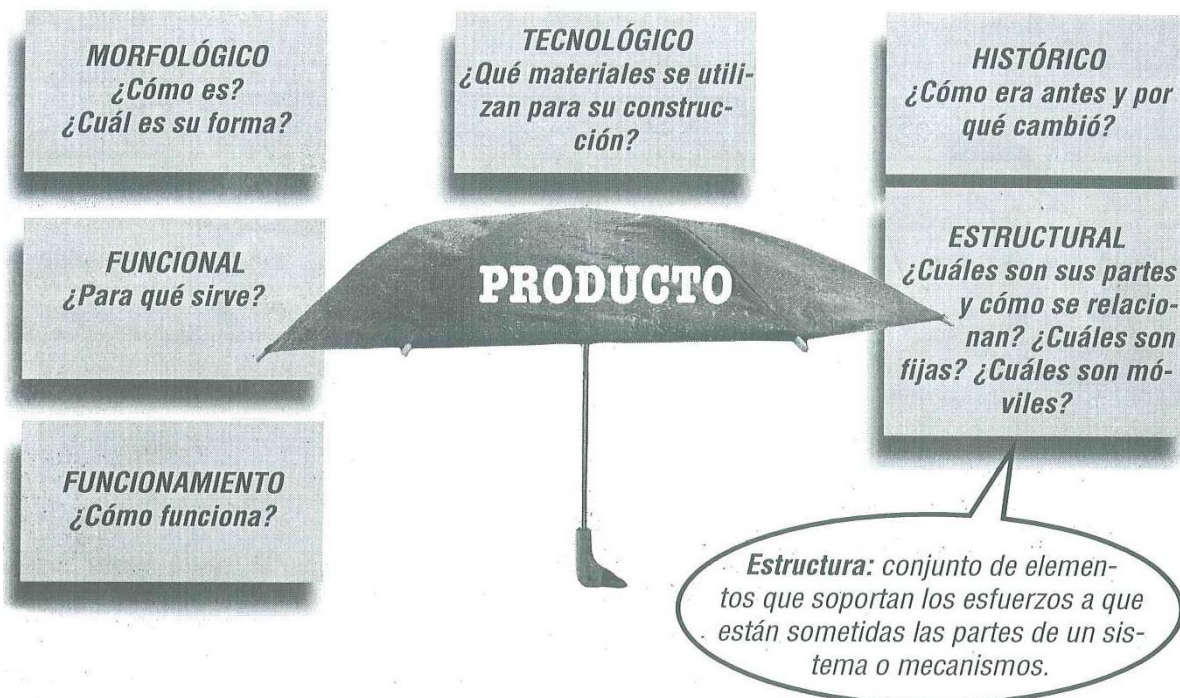 MORFOLÓGICO
¿Cómo es?
¿Cuál es su forma?
TECNOLÓGICO
¿Qué materiales se utili-
zan para su construc-
ción?
HISTÓRICO
¿Cómo era antes y por
qué cambió?
FUNCIONAL
¿Para qué sirve?
PRODUCTO
ESTRUCTURAL
¿Cuáles son sus partes
y cómo se relacio-
nan? ¿Cuáles son
fijas? ¿Cuáles son mó-
viles?
FUNCIONAMIENTO
¿Cómo funciona?
Estructura: conjunto de elemen-
tos que soportan los esfuerzos a que
están sometidas las partes de un sis-
tema o mecanismos.